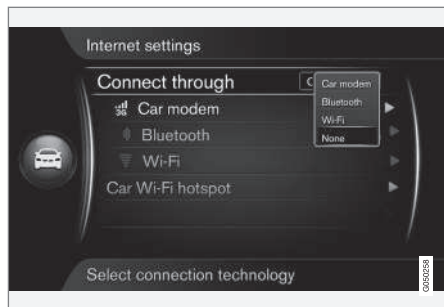 Internet settings
Connect through
Car modem
Bluetooth
Wi-Fi
None
3G Car modem
Bluetooth
Wi-Fi
Car Wi-Fi hotspot
Select connection technology
G050258